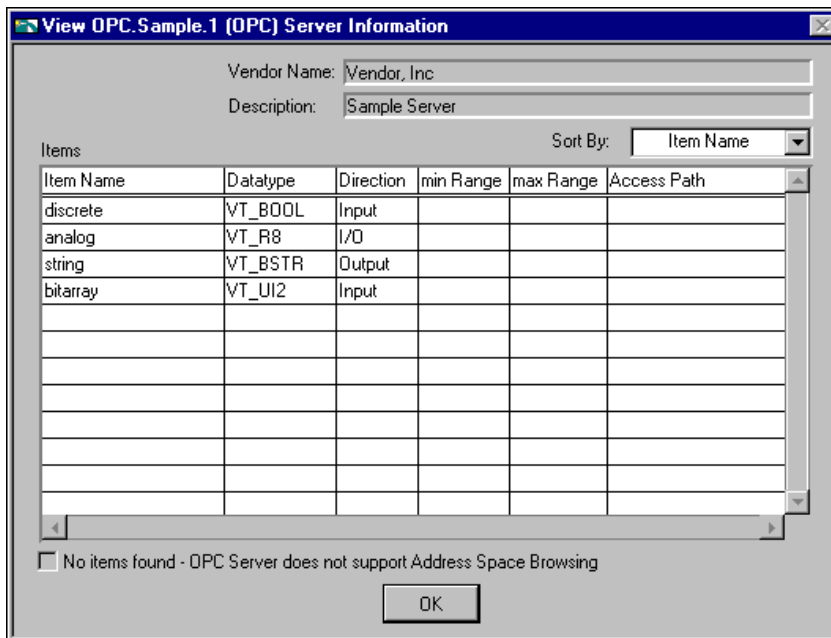 View OPC.Sample.1 (OPC) Server Information
Vendor Name: Vendor, Inc
Description: Sample Server
Sort By: Item Name
Items
Item Name Datatype Direction min Range max Range Access Path
discrete VT_BOOL Input
analog VT_R8 I/O
string VT_BSTR Output
bitarray VT_UI2 Input
No items found - OPC Server does not support Address Space Browsing
OK